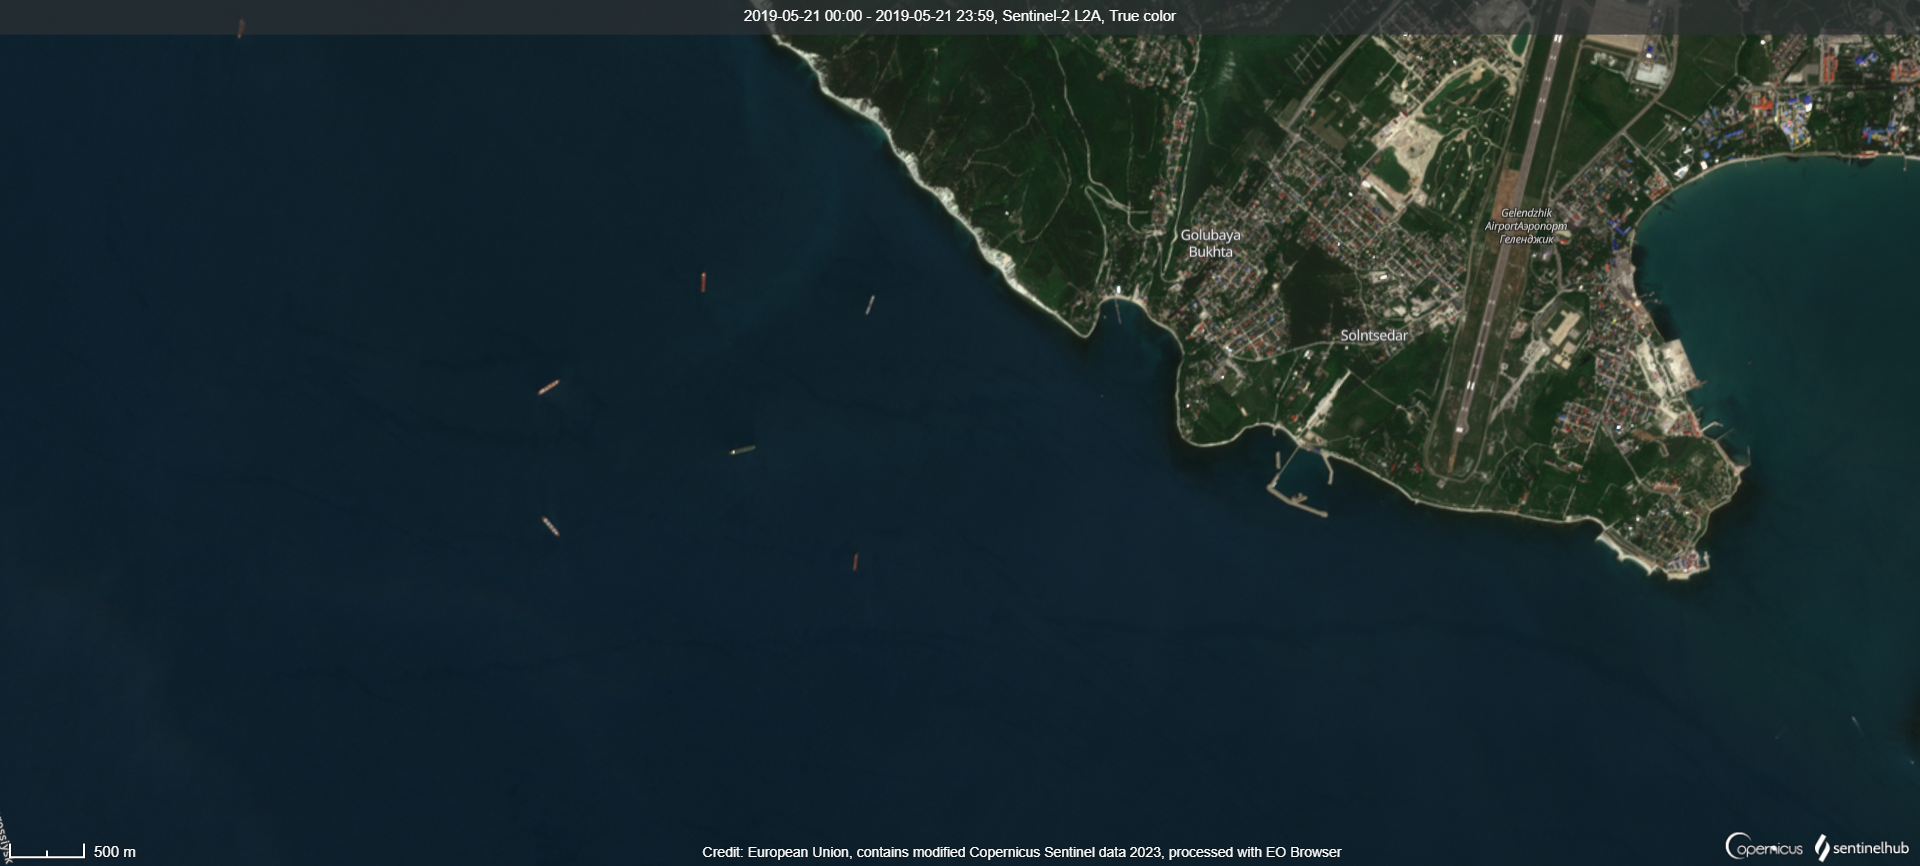 2019-05-21 00:00 - 2019-05-21 23:59, Sentinel-2 L2A, True color
Gelendzhik
AirportАэропорт
Геленджик
Golubaya
Bukhta
Solntsedar
500 m
Credit: European Union, contains modified Copernicus Sentinel data 2023, processed with EO Browser
Copernicus
sentinelhub